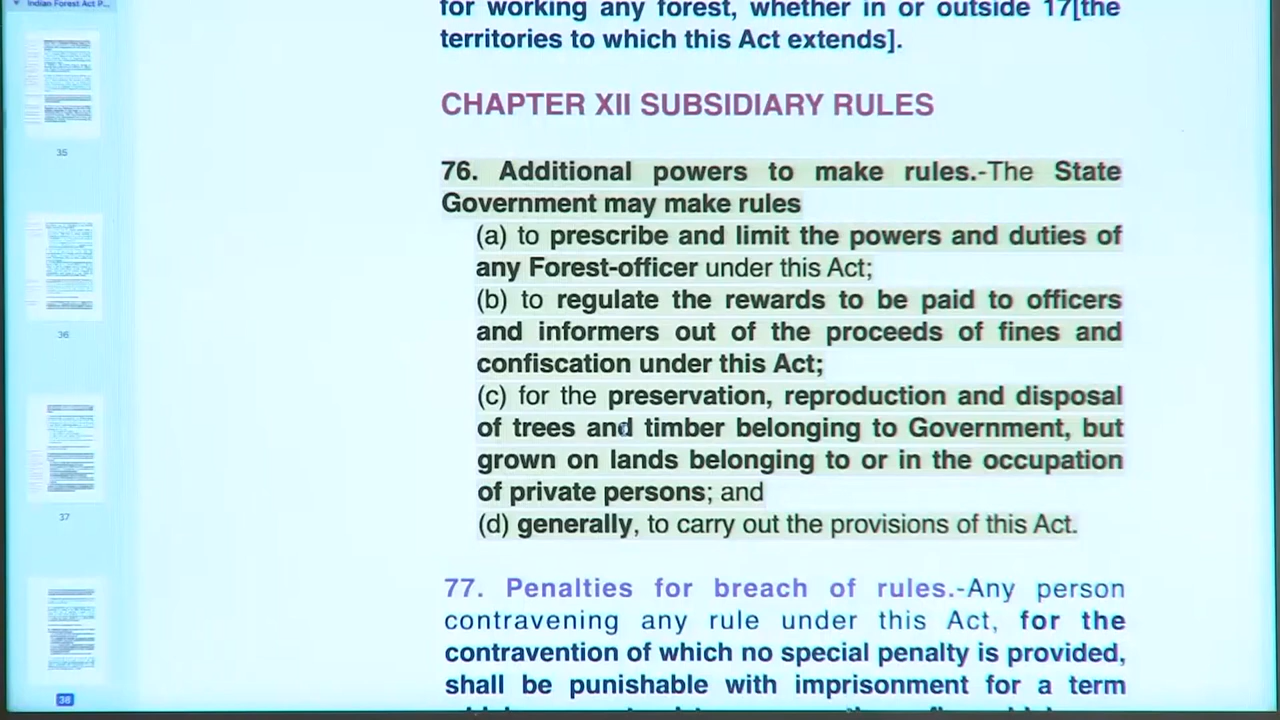 Indian Forest Act P...
35
36
37
38
for working any forest, whether in or outside 17[the
territories to which this Act extends].
CHAPTER XII SUBSIDIARY RULES
76. Additional powers to make rules.-The State
Government may make rules
(a) to prescribe and limit the powers and duties of
any Forest-officer under this Act;
(b) to regulate the rewards to be paid to officers
and informers out of the proceeds of fines and
confiscation under this Act;
(c) for the preservation, reproduction and disposal
of trees and timber belonging to Government, but
grown on lands belonging to or in the occupation
of private persons; and
(d) generally, to carry out the provisions of this Act.
77. Penalties for breach of rules.-Any person
contravening any rule under this Act, for the
contravention of which no special penalty is provided,
shall be punishable with imprisonment for a term